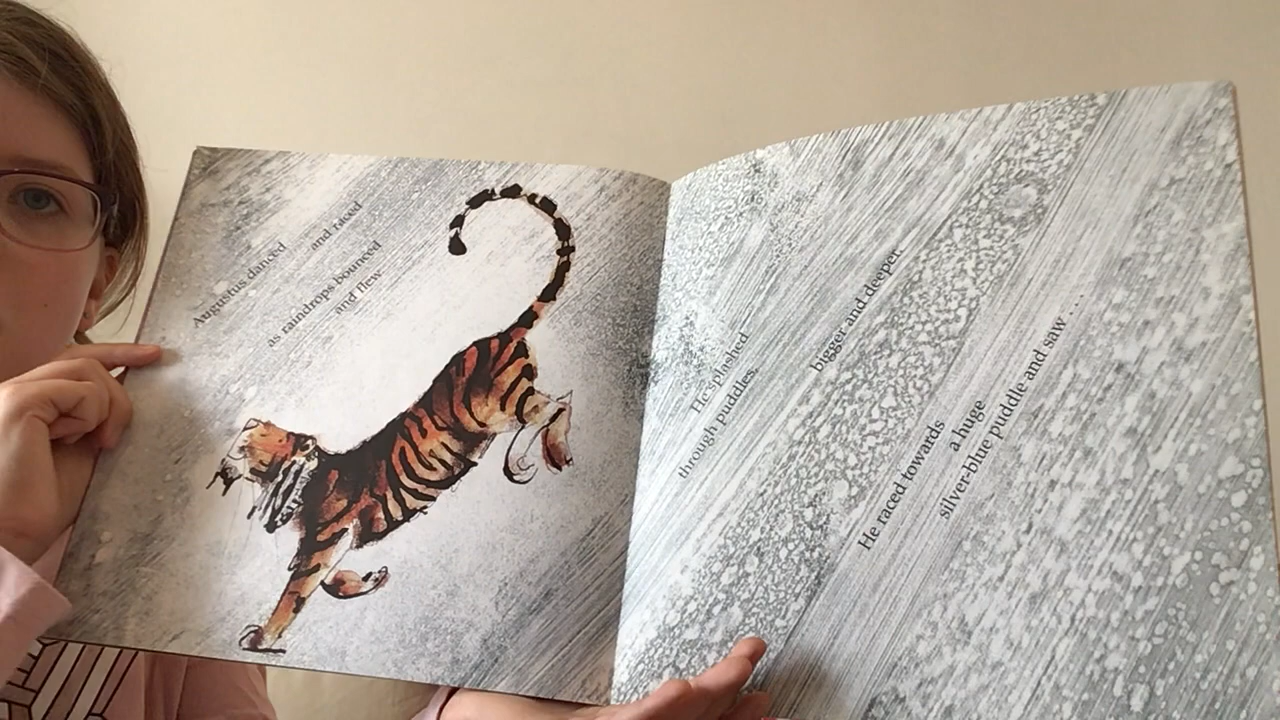 Augustus danced
and raced
as raindrops bounced
and flew
He splashed
through puddles,
bigger and deeper.
He raced towards
a huge
silver-blue puddle and saw . . .